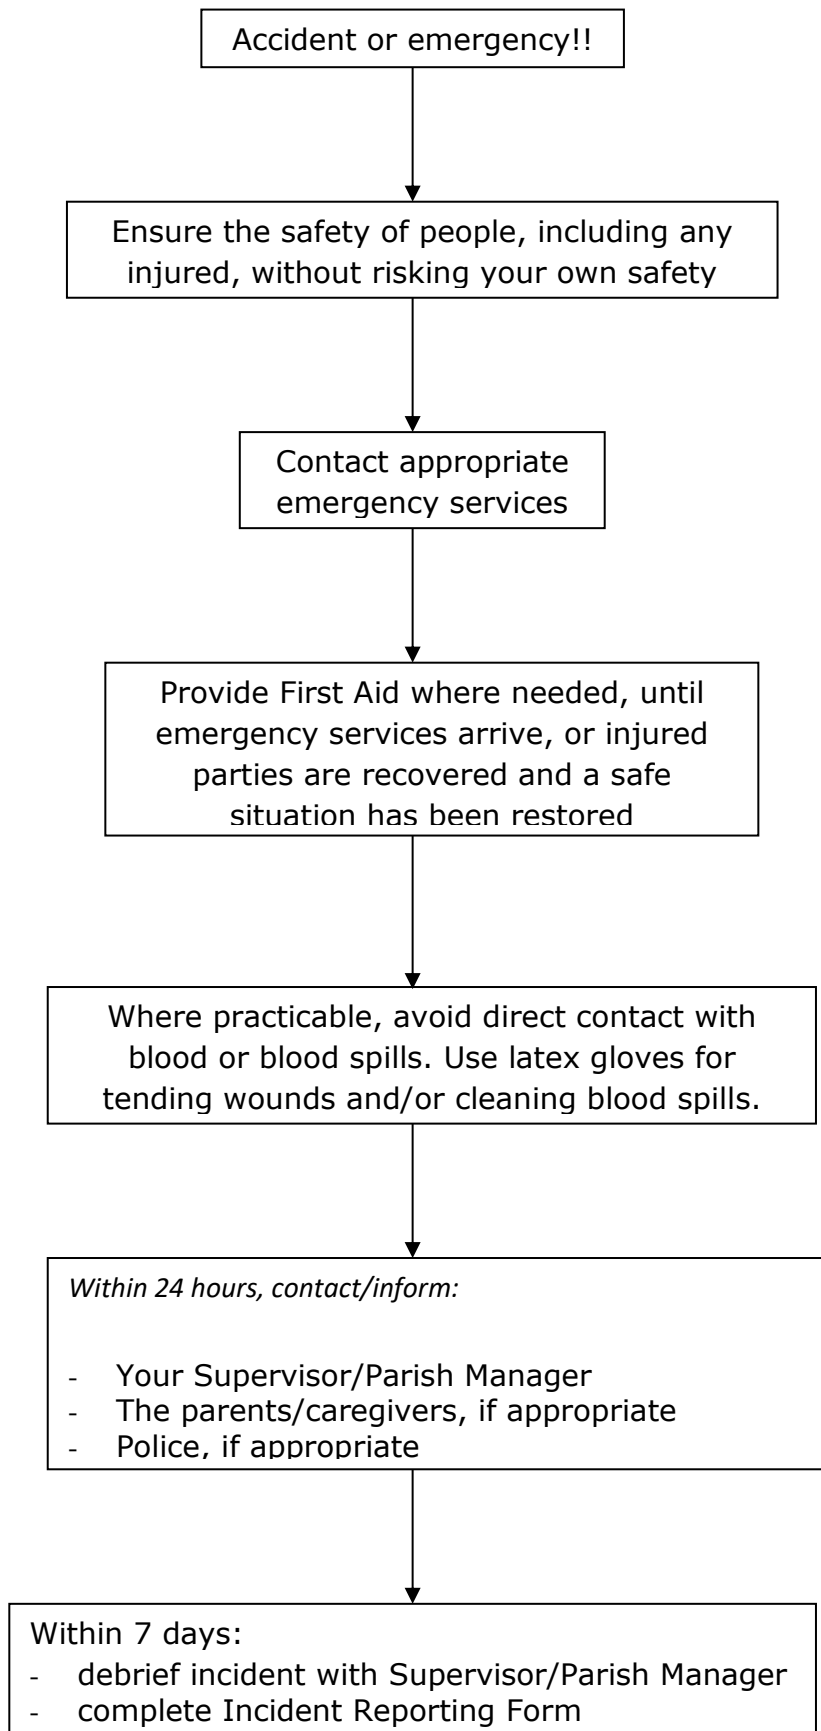 Accident or emergency!!
Ensure the safety of people, including any
injured, without risking your own safety
Contact appropriate
emergency services
Provide First Aid where needed, until
emergency services arrive, or injured
parties are recovered and a safe
situation has been restored
Where practicable, avoid direct contact with
blood or blood spills. Use latex gloves for
tending wounds and/or cleaning blood spills.
Within 24 hours, contact/inform:
- Your Supervisor/Parish Manager
- The parents/caregivers, if appropriate
- Police, if appropriate
Within 7 days:
- debrief incident with Supervisor/Parish Manager
- complete Incident Reporting Form